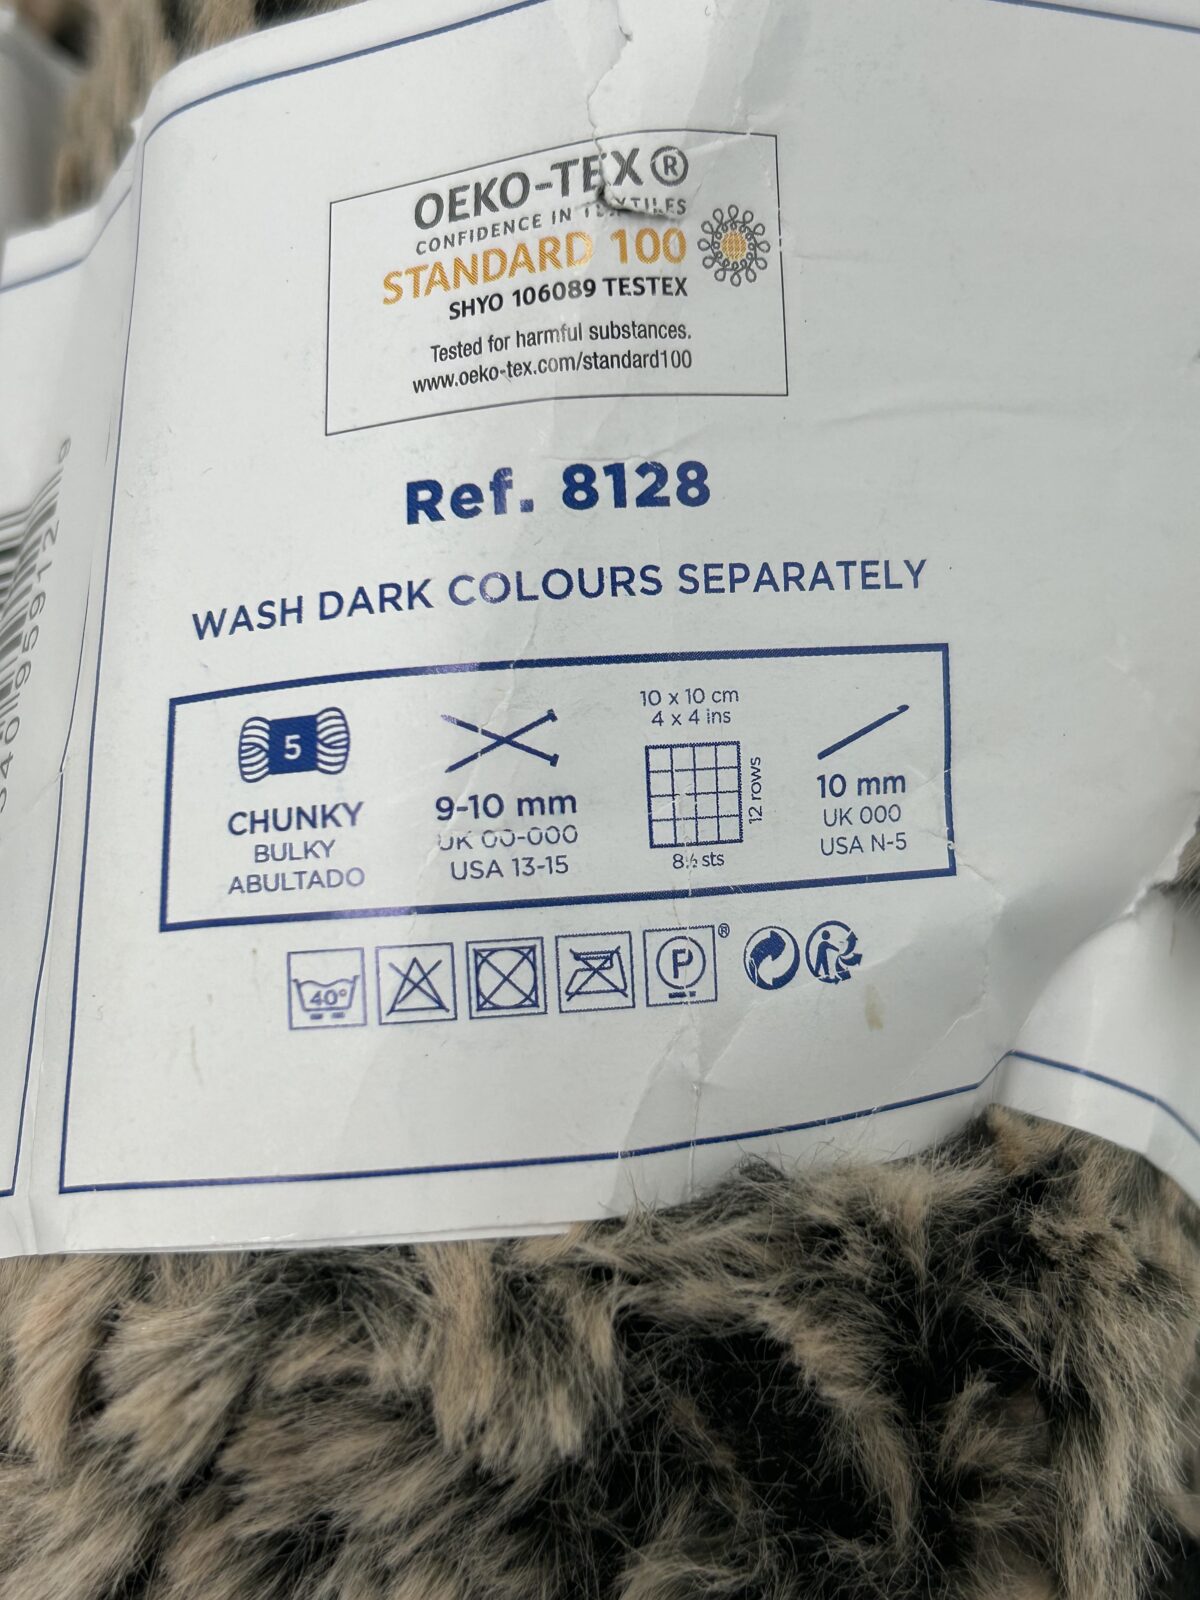 OEKO-TEX®
CONFIDENCE IN TEXTILES
STANDARD 100
SHYO 106089 TESTEX
Tested for harmful substances.
www.oeko-tex.com/standard100
Ref. 8128
WASH DARK COLOURS SEPARATELY
5
CHUNKY
BULKY
ABULTADO
9-10 mm
UK 00-000
USA 13-15
10 x 10 cm
4 x 4 ins
12 rows
8½ sts
10 mm
UK 000
USA N-5
40°
P
®